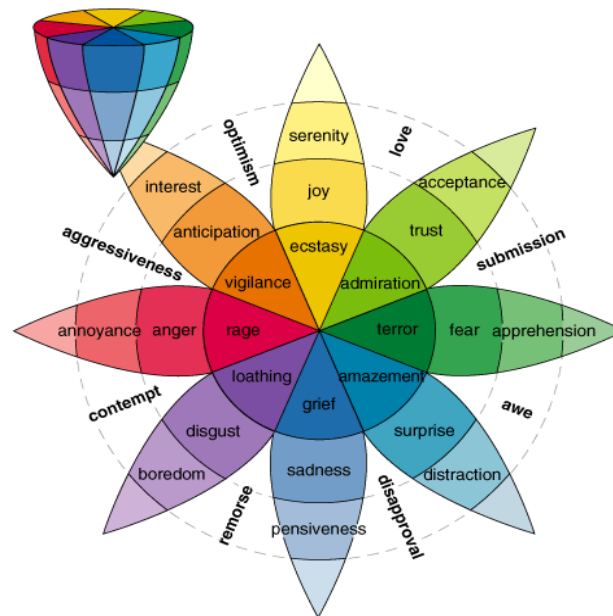 serenity
optimism
love
interest
joy
acceptance
anticipation
trust
aggressiveness
ecstasy
submission
vigilance
admiration
annoyance anger rage terror fear apprehension
loathing
amazement
contempt
grief
awe
disgust
surprise
boredom
sadness
distraction
remorse
disapproval
pensiveness